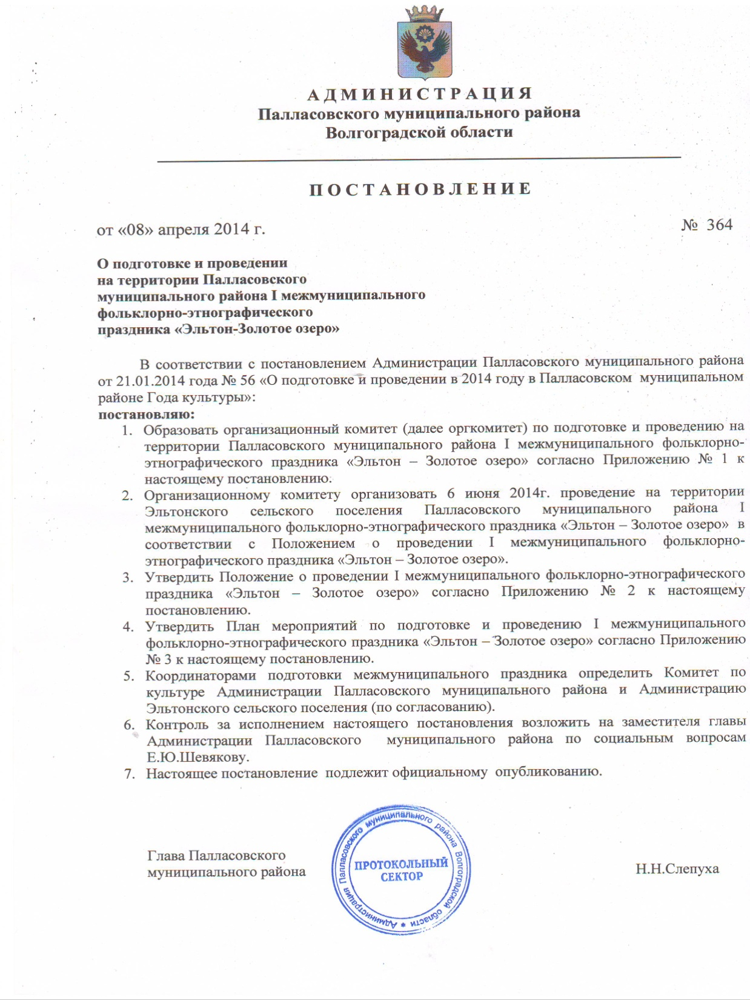 АДМИНИСТРАЦИЯ
Палласовского муниципального района
Волгоградской области
ПОСТАНОВЛЕНИЕ
от «08» апреля 2014 г. № 364
О подготовке и проведении
на территории Палласовского
муниципального района I межмуниципального
фольклорно-этнографического
праздника «Эльтон-Золотое озеро»
В соответствии с постановлением Администрации Палласовского муниципального района
от 21.01.2014 года № 56 «О подготовке и проведении в 2014 году в Палласовском муниципальном
районе Года культуры»:
постановляю:
1. Образовать организационный комитет (далее оргкомитет) по подготовке и проведению на
территории Палласовского муниципального района I межмуниципального фольклорно-
этнографического праздника «Эльтон – Золотое озеро» согласно Приложению № 1 к
настоящему постановлению.
2. Организационному комитету организовать 6 июня 2014г. проведение на территории
Эльтонского сельского поселения Палласовского муниципального района I
межмуниципального фольклорно-этнографического праздника «Эльтон – Золотое озеро» в
соответствии с Положением о проведении I межмуниципального фольклорно-
этнографического праздника «Эльтон – Золотое озеро».
3. Утвердить Положение о проведении I межмуниципального фольклорно-этнографического
праздника «Эльтон – Золотое озеро» согласно Приложению № 2 к настоящему
постановлению.
4. Утвердить План мероприятий по подготовке и проведению I межмуниципального
фольклорно-этнографического праздника «Эльтон – Золотое озеро» согласно Приложению
№ 3 к настоящему постановлению.
5. Координаторами подготовки межмуниципального праздника определить Комитет по
культуре Администрации Палласовского муниципального района и Администрацию
Эльтонского сельского поселения (по согласованию).
6. Контроль за исполнением настоящего постановления возложить на заместителя главы
Администрации Палласовского муниципального района по социальным вопросам
Е.Ю.Шевякову.
7. Настоящее постановление подлежит официальному опубликованию.
Глава Палласовского
муниципального района
Н.Н.Слепуха
Администрация Палласовского муниципального района Волгоградской области *
ПРОТОКОЛЬНЫЙ
СЕКТОР